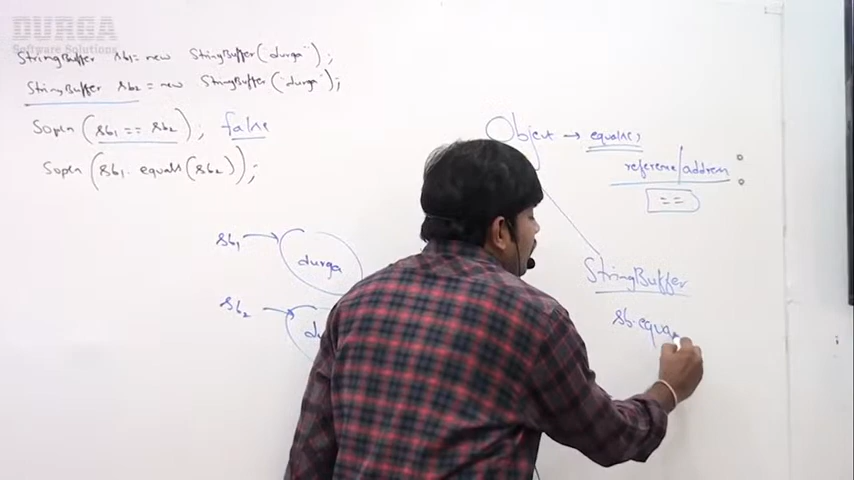 DURGA
Software Solutions
StringBuffer sb1 = new StringBuffer("durga");
StringBuffer sb2 = new StringBuffer("durga");
Sopln(sb1 == sb2); false
Sopln(sb1.equals(sb2));
Object → equals()
reference/address
==
sb1 → durga
sb2 → du
StringBuffer
sb.equa